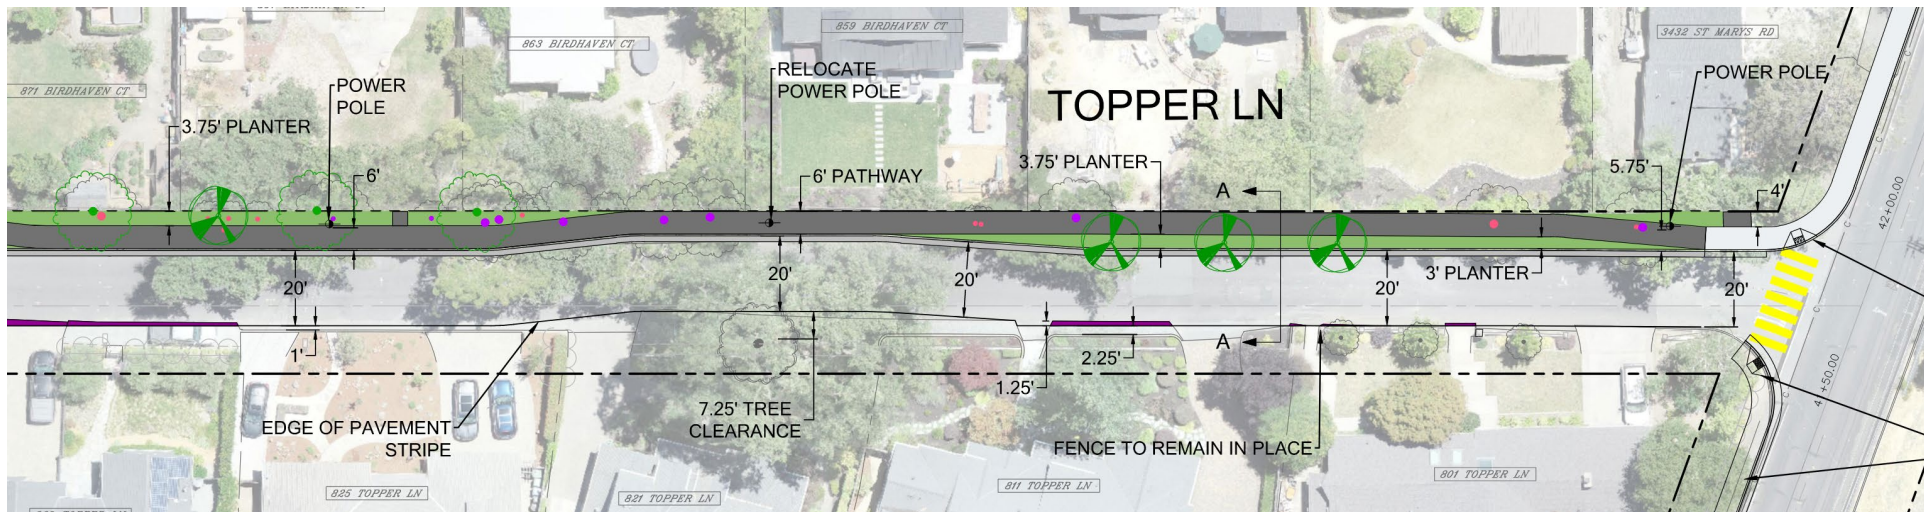 859 BIRDHAVEN CT
3432 ST MARYS RD
863 BIRDHAVEN CT
871 BIRDHAVEN CT
POWER
POLE
RELOCATE
POWER POLE
POWER POLE
TOPPER LN
3.75' PLANTER
6'
6' PATHWAY
3.75' PLANTER
A
5.75'
4'
42+00.00
C
C
20'
20'
20'
3' PLANTER
20'
20'
C
1'
A
2.25'
1.25'
C
7.25' TREE
CLEARANCE
EDGE OF PAVEMENT
STRIPE
FENCE TO REMAIN IN PLACE
825 TOPPER LN
821 TOPPER LN
811 TOPPER LN
801 TOPPER LN